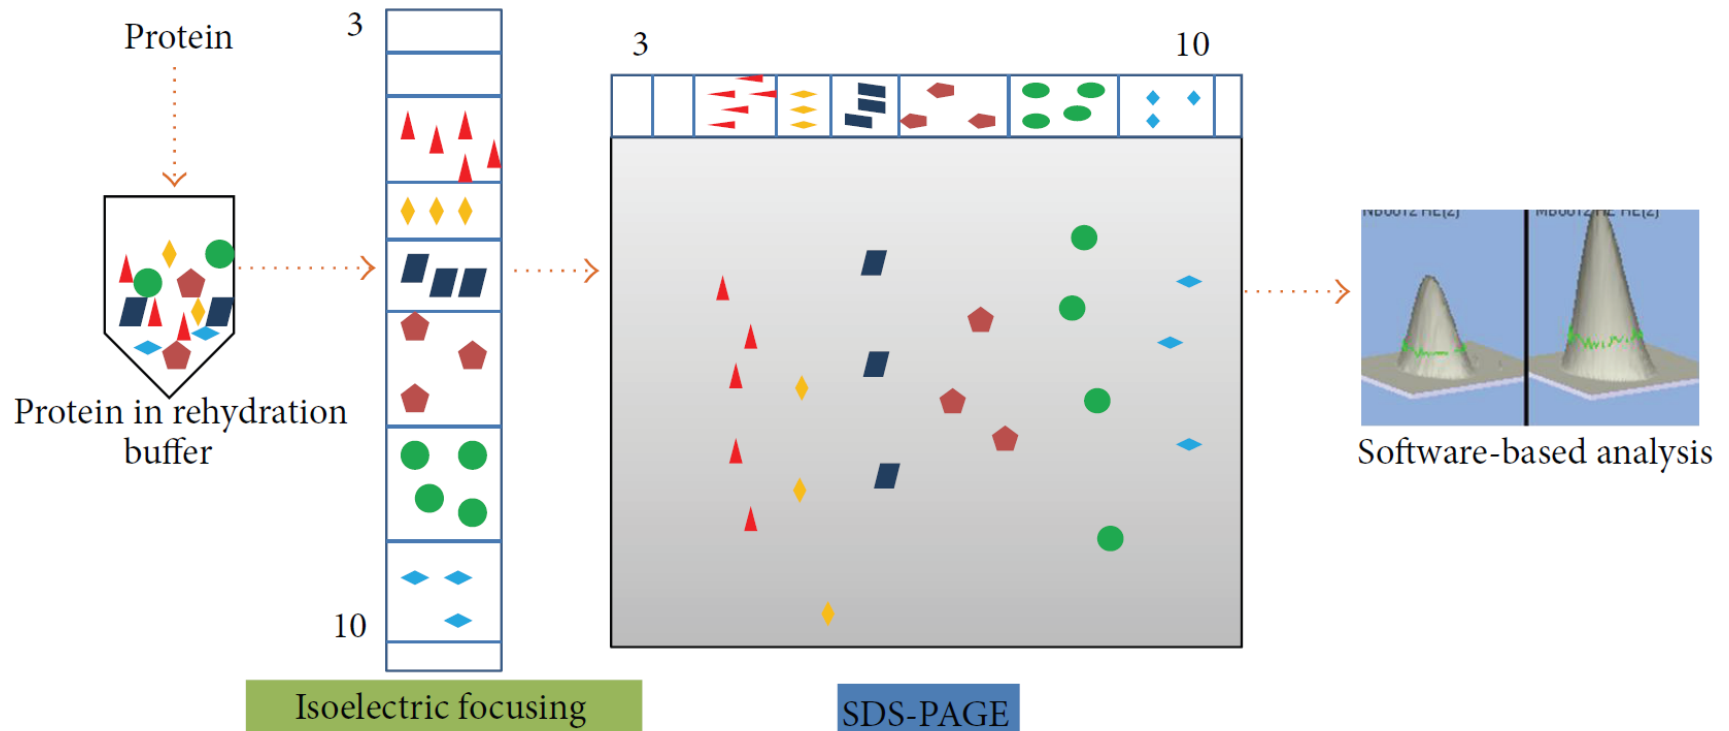 Protein
3
3
10
Protein in rehydration
buffer
10
Software-based analysis
Isoelectric focusing
SDS-PAGE